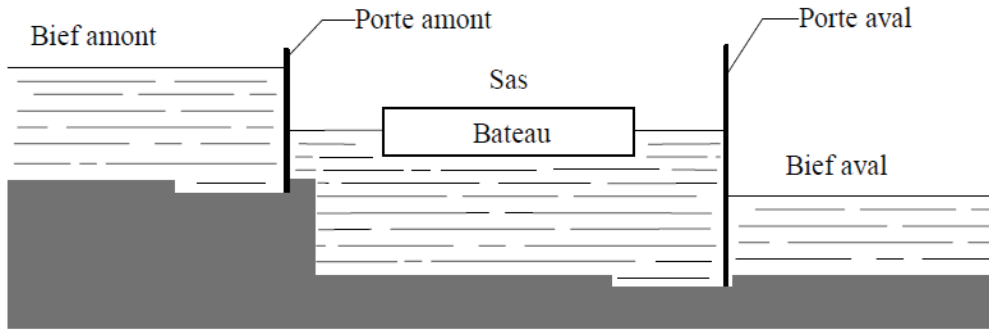 Porte amont
Porte aval
Bief amont
Sas
Bateau
Bief aval